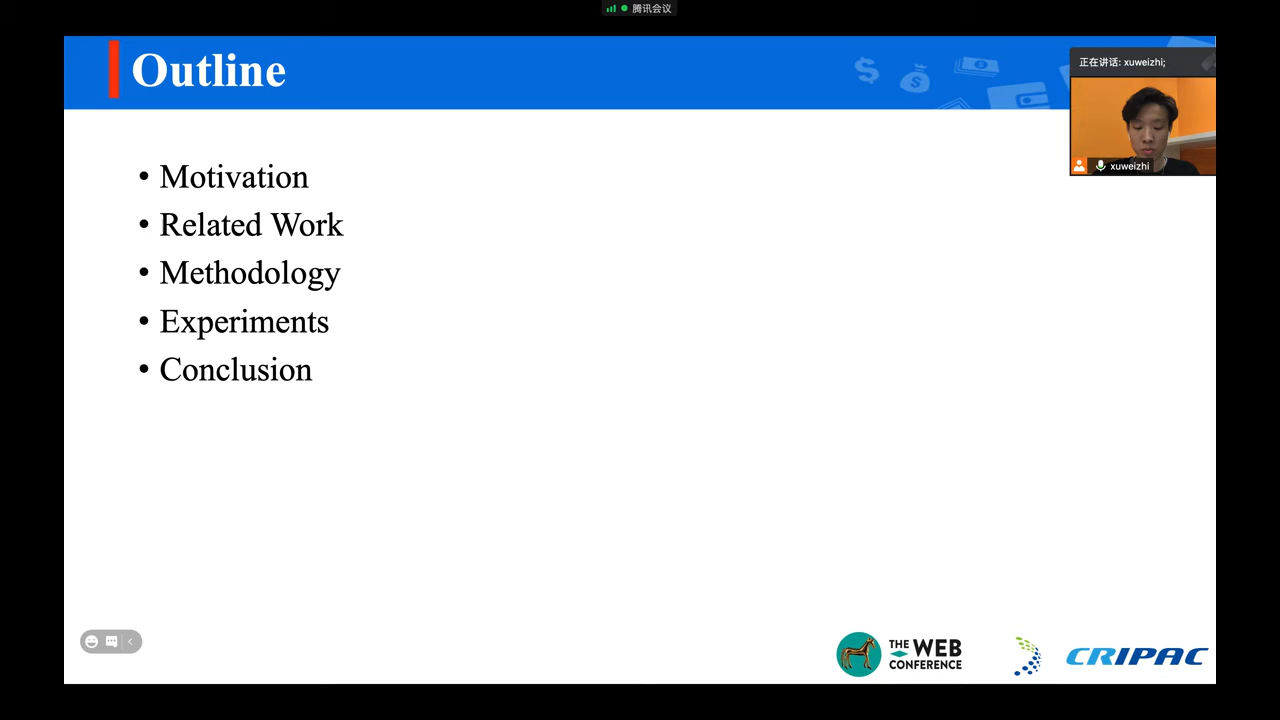 腾讯会议
Outline
正在讲话: xuweizhi;
xuweizhi
• Motivation
• Related Work
• Methodology
• Experiments
• Conclusion
THE WEB
CONFERENCE
CRIPAC